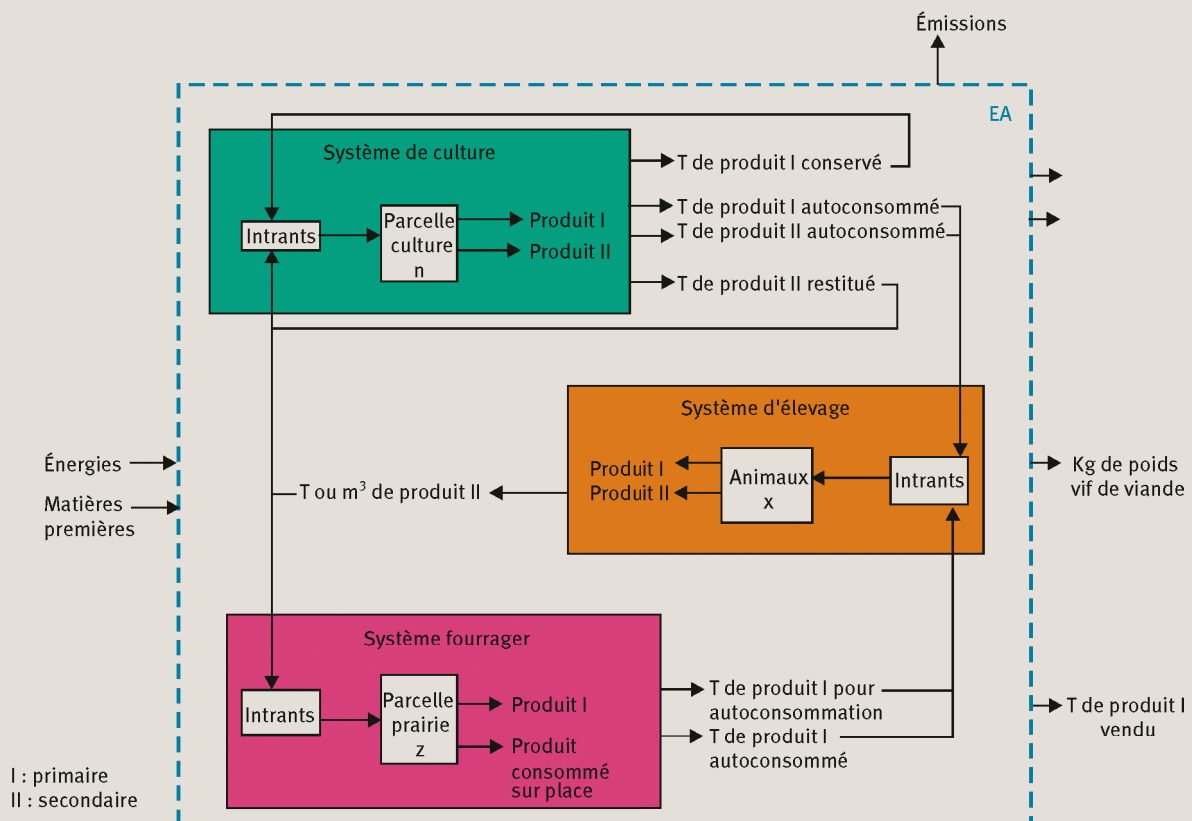 Émissions
EA
Système de culture
T de produit I conservé
T de produit I autoconsommé
T de produit II autoconsommé
T de produit II restitué
Intrants
Parcelle
culture
n
Produit I
Produit II
Système d'élevage
Produit I
Produit II
Animaux
x
Intrants
T ou m³ de produit II
Énergies
Matières
premières
Kg de poids
vif de viande
Système fourrager
Intrants
Parcelle
prairie
z
Produit I
Produit
consommé
sur place
T de produit I pour
autoconsommation
T de produit I
autoconsommé
T de produit I
vendu
I : primaire
II : secondaire